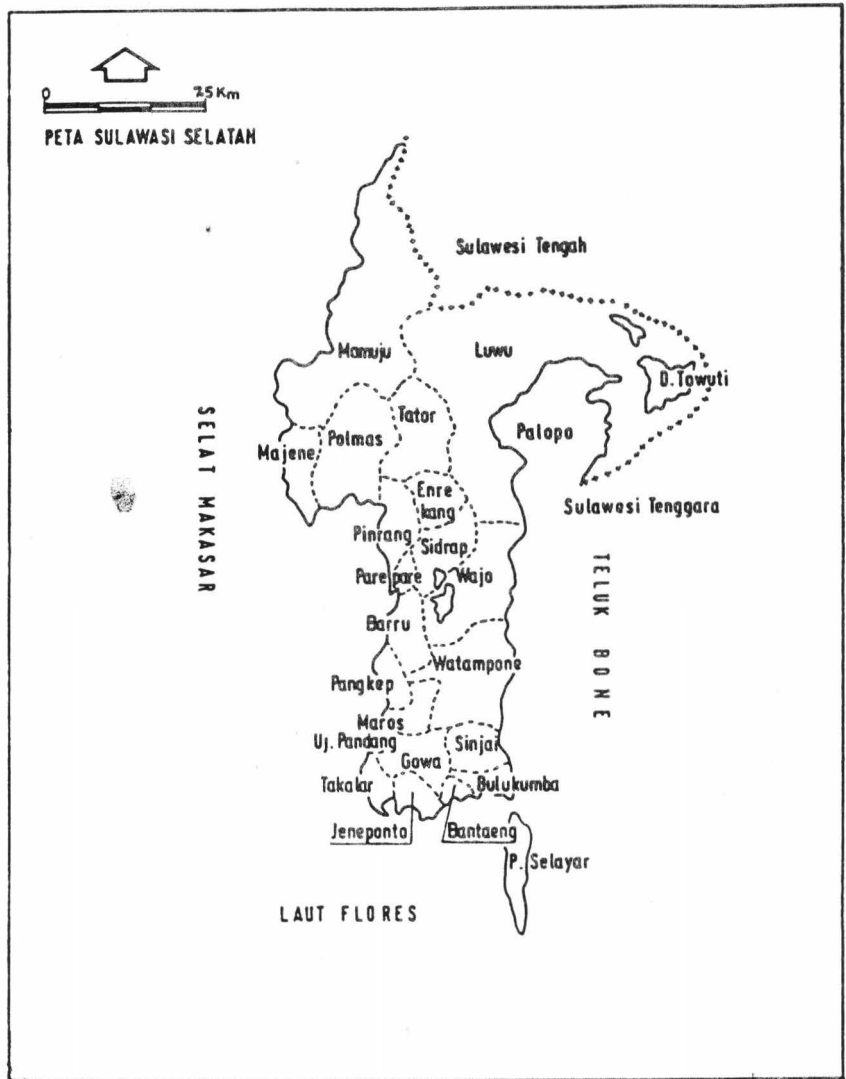 0 25 Km
PETA SULAWASI SELATAN
Sulawesi Tengah
Mamuju
Luwu
D. Towuti
Tator
Palopo
Polmas
Majene
SELAT MAKASAR
Enre
kang
Sulawesi Tenggara
Pinrang
Sidrap
Pare pare
Wajo
TELUK BONE
Barru
Watampone
Pangkep
Maros
Uj. Pandang
Sinjai
Gowa
Takalar
Bulukumba
Jeneponto
Bantaeng
P. Selayar
LAUT FLORES